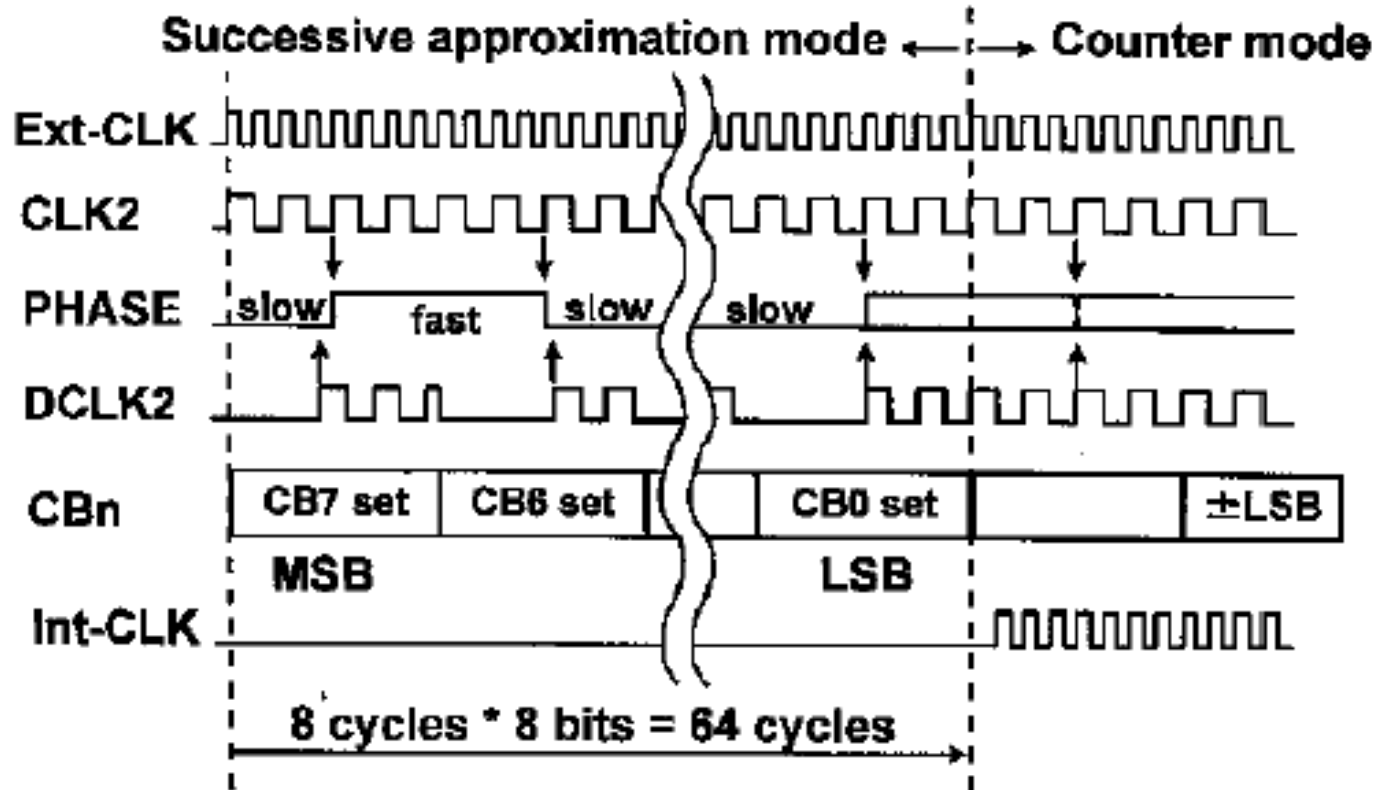 Successive approximation mode Counter mode
Ext-CLK
CLK2
PHASE slow fast slow slow
DCLK2
CBn CB7 set CB6 set CB0 set ±LSB
MSB LSB
Int-CLK
8 cycles * 8 bits = 64 cycles